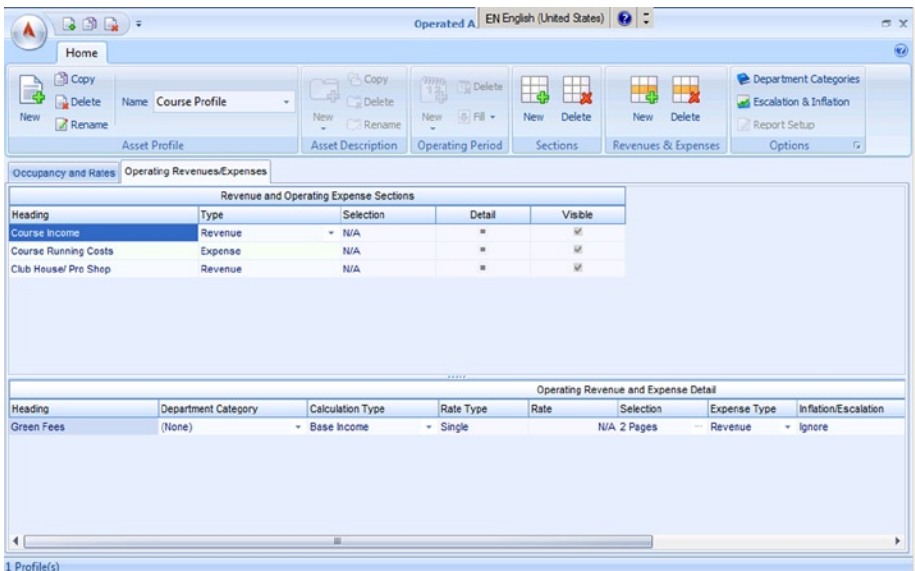 Operated A
EN English (United States)
Home
Copy
Delete
Rename
New
Name Course Profile
Asset Profile
Copy
Delete
Rename
New
Asset Description
Delete
New
Fill
Operating Period
New Delete
Sections
New Delete
Revenues & Expenses
Department Categories
Escalation & Inflation
Report Setup
Options
Occupancy and Rates Operating Revenues/Expenses
Revenue and Operating Expense Sections
Heading Type Selection Detail Visible
Course Income Revenue N/A
Course Running Costs Expense N/A
Club House/ Pro Shop Revenue N/A
Operating Revenue and Expense Detail
Heading Department Category Calculation Type Rate Type Rate Selection Expense Type Inflation/Escalation
Green Fees (None) Base Income Single N/A 2 Pages ... Revenue Ignore
1 Profile(s)